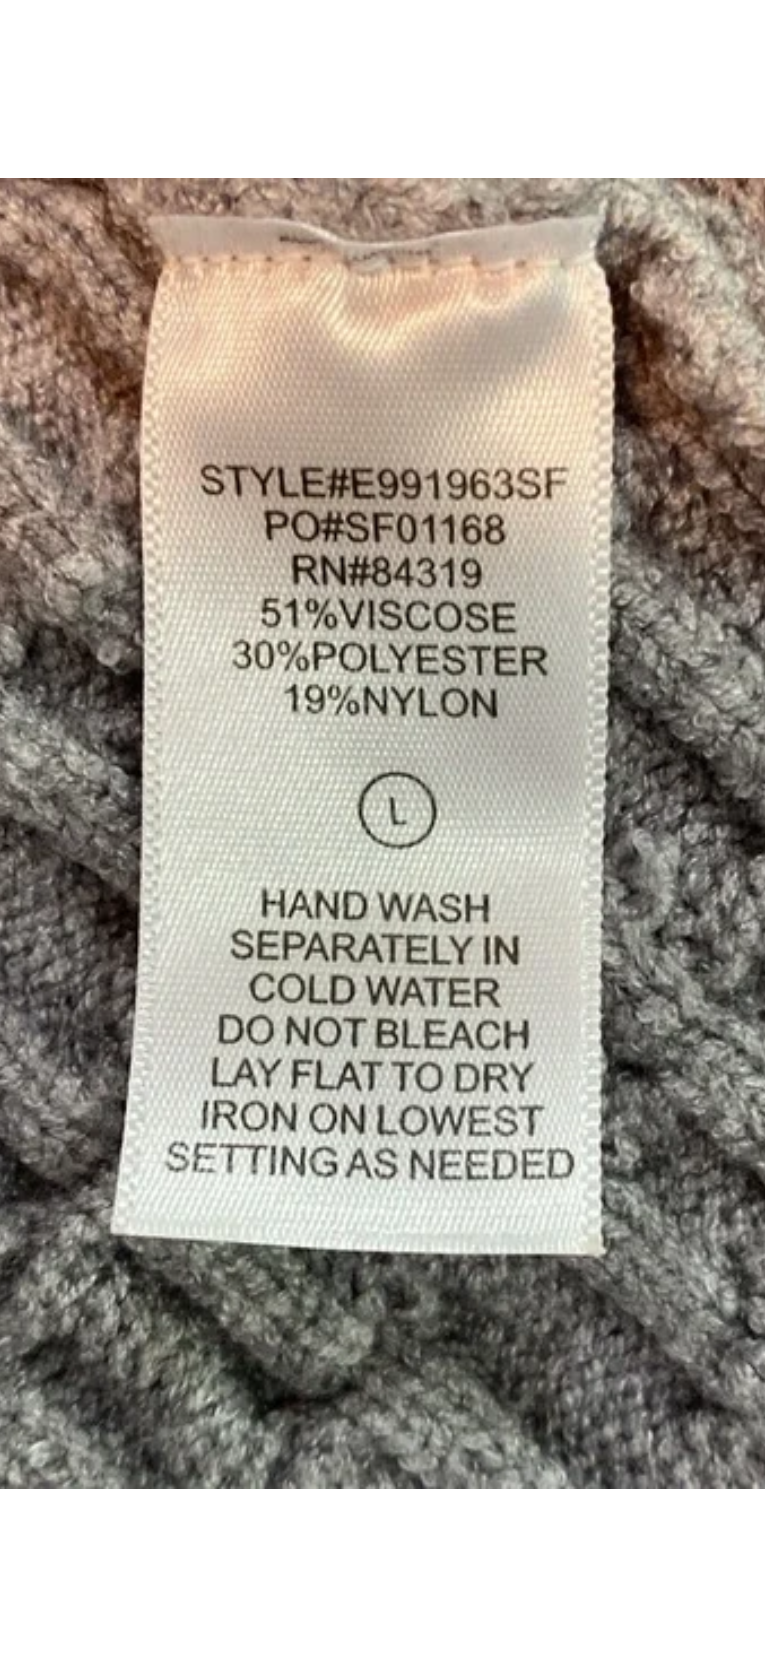 STYLE#E991963SF
PO#SF01168
RN#84319
51%VISCOSE
30%POLYESTER
19%NYLON
L
HAND WASH
SEPARATELY IN
COLD WATER
DO NOT BLEACH
LAY FLAT TO DRY
IRON ON LOWEST
SETTING AS NEEDED